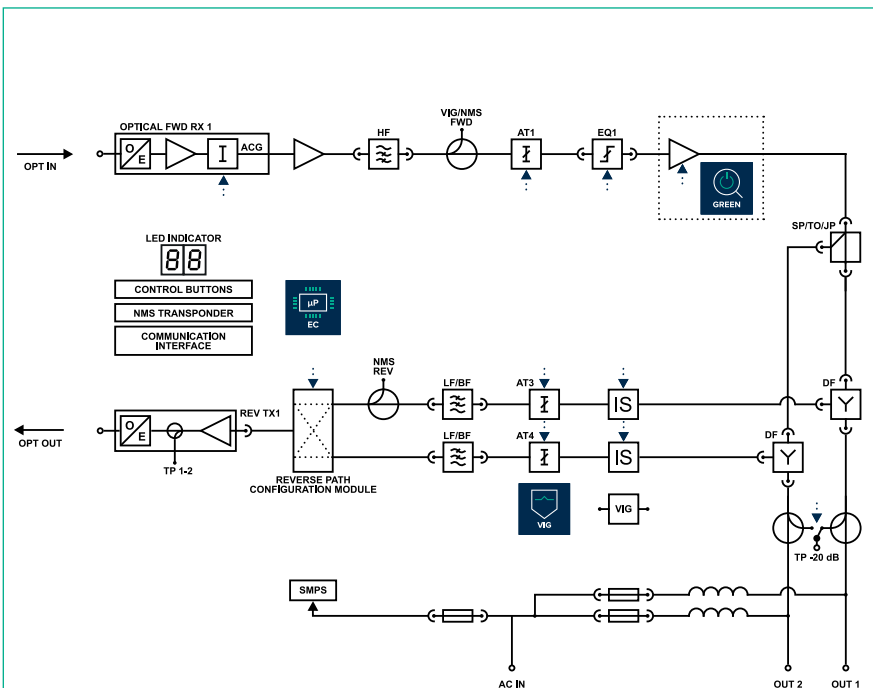 OPTICAL FWD RX 1
O
E
I
ACG
OPT IN
HF
VIG/NMS
FWD
AT1
EQ1
GREEN
SP/TO/JP
LED INDICATOR
88
CONTROL BUTTONS
NMS TRANSPONDER
COMMUNICATION
INTERFACE
µP
EC
NMS
REV
LF/BF
AT3
IS
DF
Y
REV TX1
O
E
OPT OUT
TP 1-2
REVERSE PATH
CONFIGURATION MODULE
LF/BF
AT4
IS
DF
Y
VIG
VIG
TP -20 dB
SMPS
AC IN
OUT 2
OUT 1